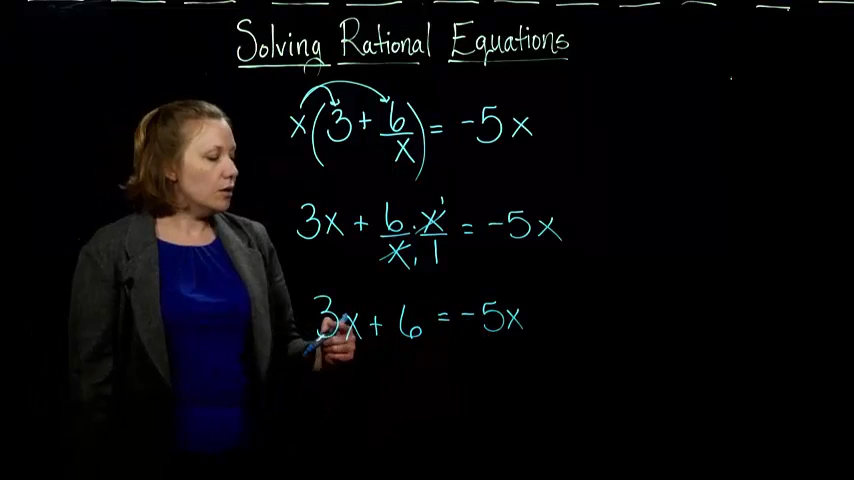 Solving Rational Equations
x(3 + 6/x) = -5x
3x + 6/x · x/1 = -5x
3x + 6 = -5x